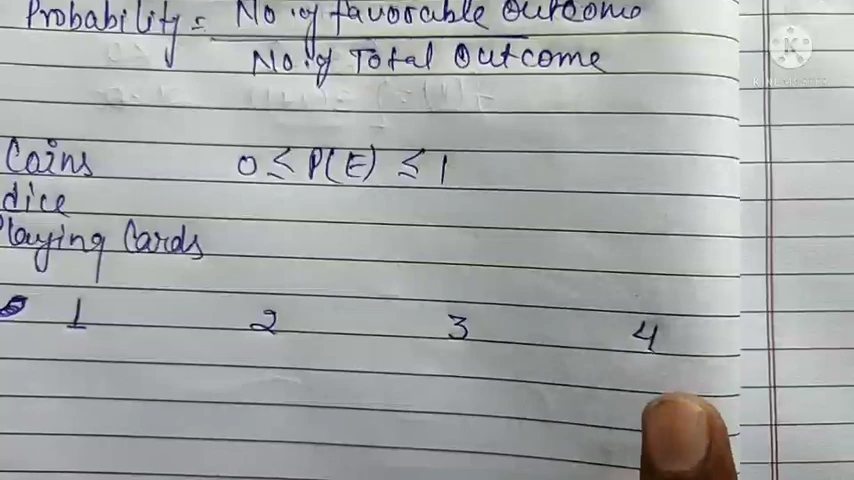 Probability = No. of favorable Outcome
No. of Total Outcome
Coins 0 ≤ P(E) ≤ 1
dice
Playing Cards
1 2 3 4
KINEMASTER